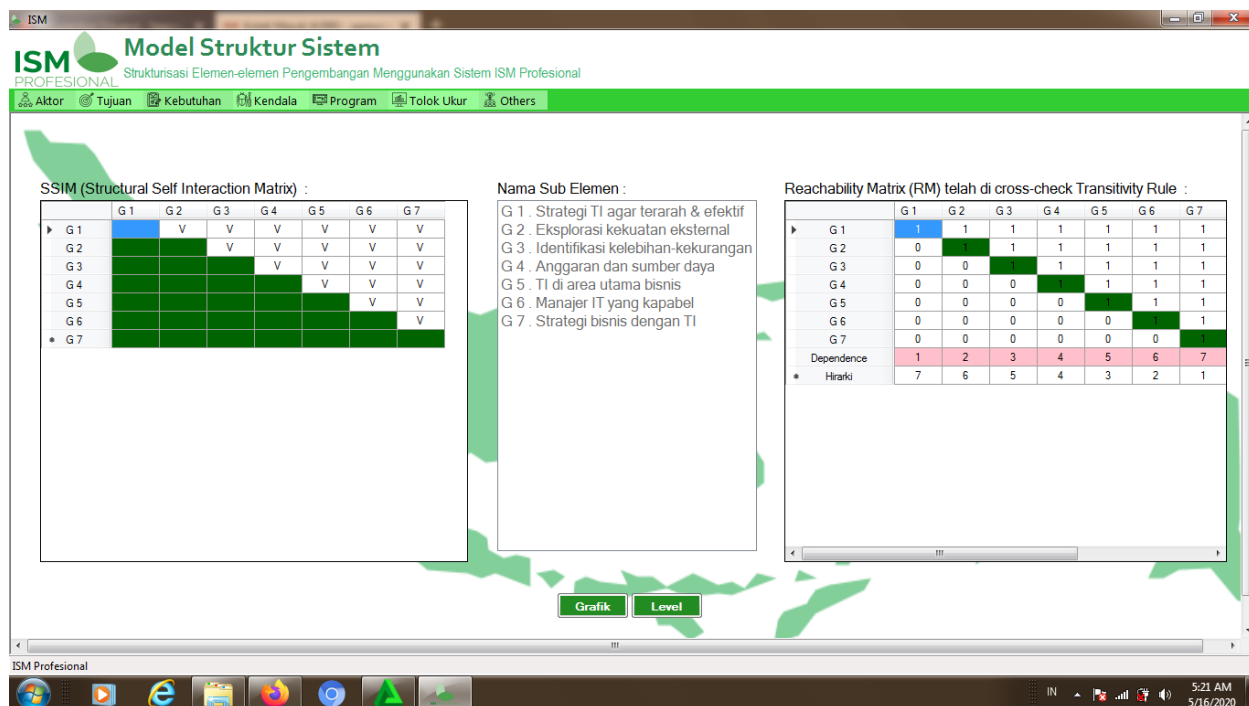 ISM
ISM
PROFESIONAL
Model Struktur Sistem
Strukturisasi Elemen-elemen Pengembangan Menggunakan Sistem ISM Profesional
Aktor Tujuan Kebutuhan Kendala Program Tolok Ukur Others
SSIM (Structural Self Interaction Matrix) :
G 1 G 2 G 3 G 4 G 5 G 6 G 7
G 1 V V V V V V
G 2 V V V V V
G 3 V V V V
G 4 V V V
G 5 V V
G 6 V
G 7
Nama Sub Elemen :
G 1 . Strategi TI agar terarah & efektif
G 2 . Eksplorasi kekuatan eksternal
G 3 . Identifikasi kelebihan-kekurangan
G 4 . Anggaran dan sumber daya
G 5 . TI di area utama bisnis
G 6 . Manajer IT yang kapabel
G 7 . Strategi bisnis dengan TI
Reachability Matrix (RM) telah di cross-check Transitivity Rule :
G 1 G 2 G 3 G 4 G 5 G 6 G 7
G 1 1 1 1 1 1 1 1
G 2 0 1 1 1 1 1 1
G 3 0 0 1 1 1 1 1
G 4 0 0 0 1 1 1 1
G 5 0 0 0 0 1 1 1
G 6 0 0 0 0 0 1 1
G 7 0 0 0 0 0 0 1
Dependence 1 2 3 4 5 6 7
Hirarki 7 6 5 4 3 2 1
Grafik Level
ISM Profesional
IN
5:21 AM
5/16/2020